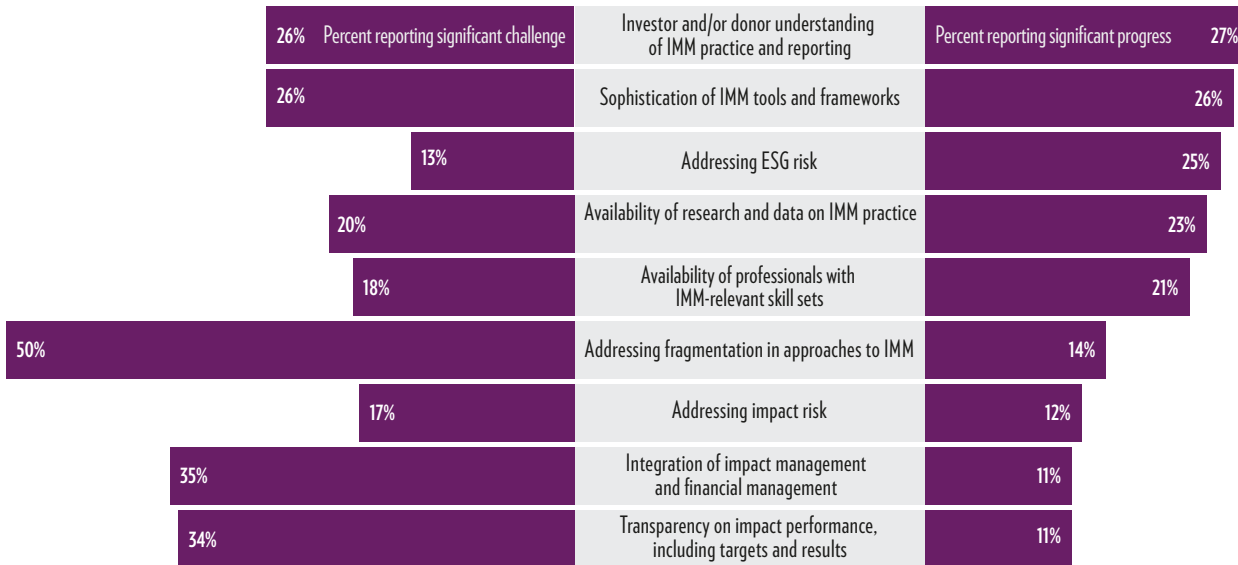 26% Percent reporting significant challenge
Investor and/or donor understanding
of IMM practice and reporting
Percent reporting significant progress 27%
26%
Sophistication of IMM tools and frameworks
26%
13%
Addressing ESG risk
25%
20%
Availability of research and data on IMM practice
23%
18%
Availability of professionals with
IMM-relevant skill sets
21%
50%
Addressing fragmentation in approaches to IMM
14%
17%
Addressing impact risk
12%
35%
Integration of impact management
and financial management
11%
34%
Transparency on impact performance,
including targets and results
11%